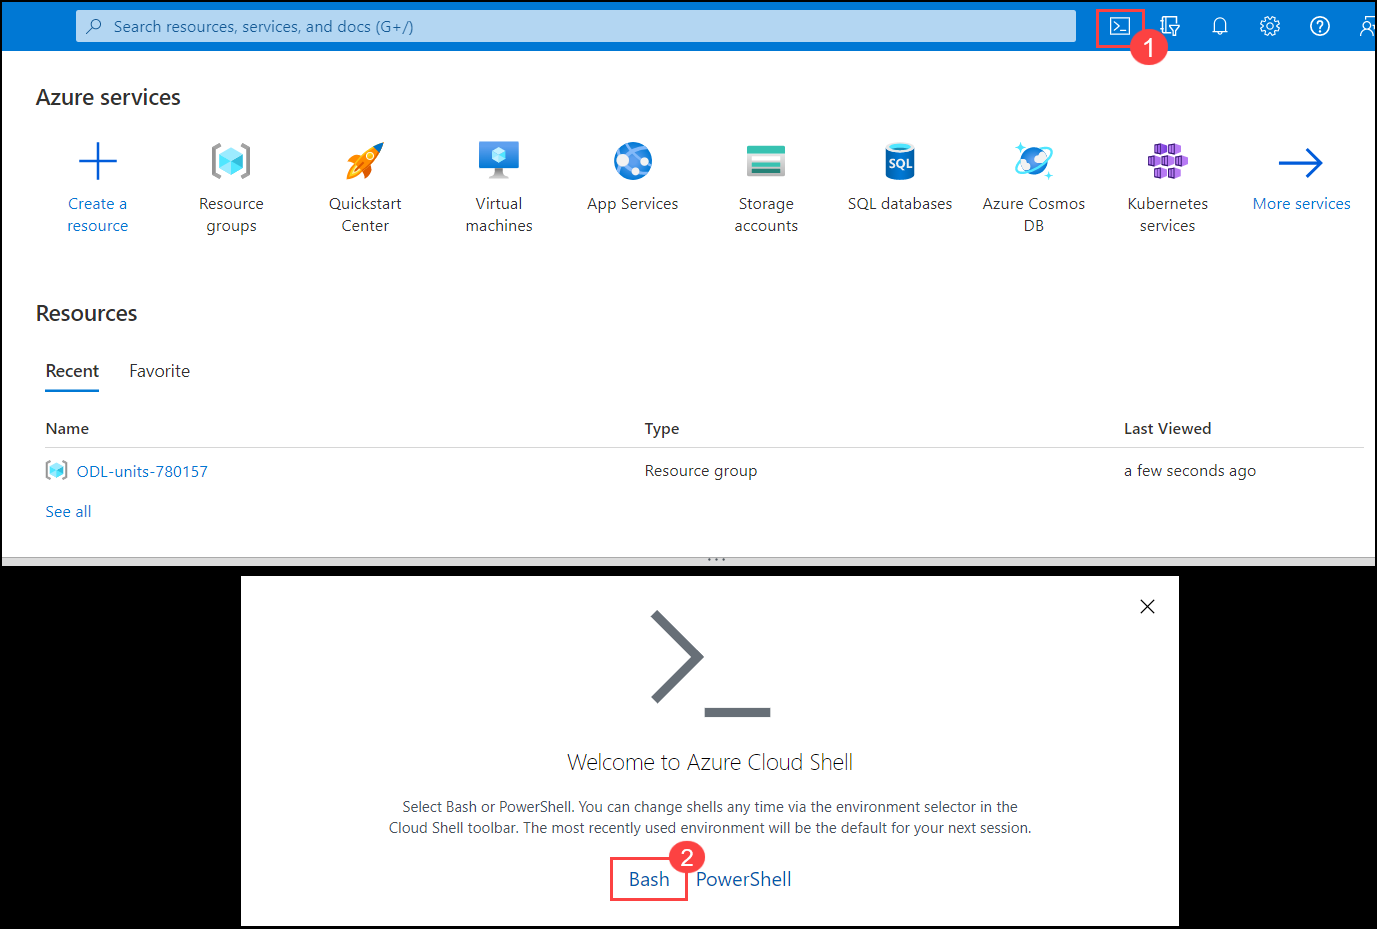 Search resources, services, and docs (G+/)
1
Azure services
Create a resource
Resource groups
Quickstart Center
Virtual machines
App Services
Storage accounts
SQL
SQL databases
Azure Cosmos DB
Kubernetes services
More services
Resources
Recent Favorite
Name Type Last Viewed
ODL-units-780157 Resource group a few seconds ago
See all
Welcome to Azure Cloud Shell
Select Bash or PowerShell. You can change shells any time via the environment selector in the
Cloud Shell toolbar. The most recently used environment will be the default for your next session.
2
Bash PowerShell